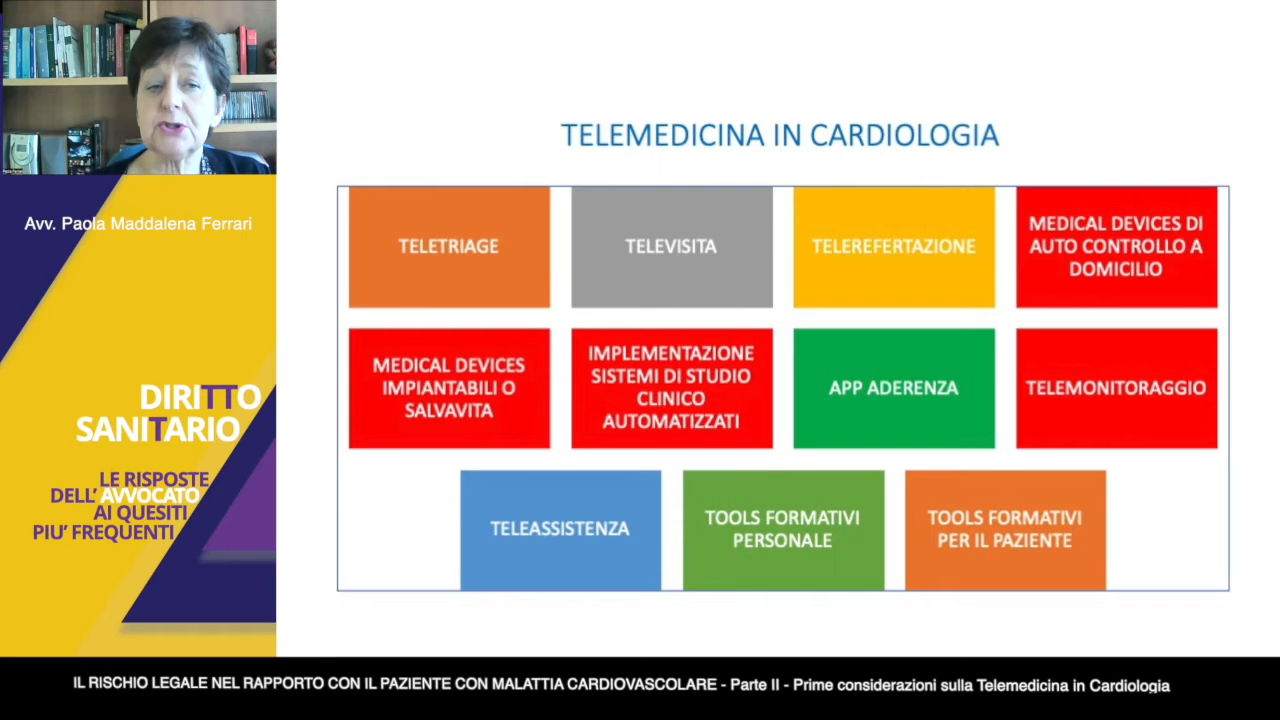 Avv. Paola Maddalena Ferrari
DIRITTO
SANITARIO
LE RISPOSTE
DELL' AVVOCATO
AI QUESITI
PIU' FREQUENTI
TELEMEDICINA IN CARDIOLOGIA
TELETRIAGE
TELEVISITA
TELEREFERTAZIONE
MEDICAL DEVICES DI
AUTO CONTROLLO A
DOMICILIO
MEDICAL DEVICES
IMPIANTABILI O
SALVAVITA
IMPLEMENTAZIONE
SISTEMI DI STUDIO
CLINICO
AUTOMATIZZATI
APP ADERENZA
TELEMONITORAGGIO
TELEASSISTENZA
TOOLS FORMATIVI
PERSONALE
TOOLS FORMATIVI
PER IL PAZIENTE
IL RISCHIO LEGALE NEL RAPPORTO CON IL PAZIENTE CON MALATTIA CARDIOVASCOLARE - Parte II - Prime considerazioni sulla Telemedicina in Cardiologia